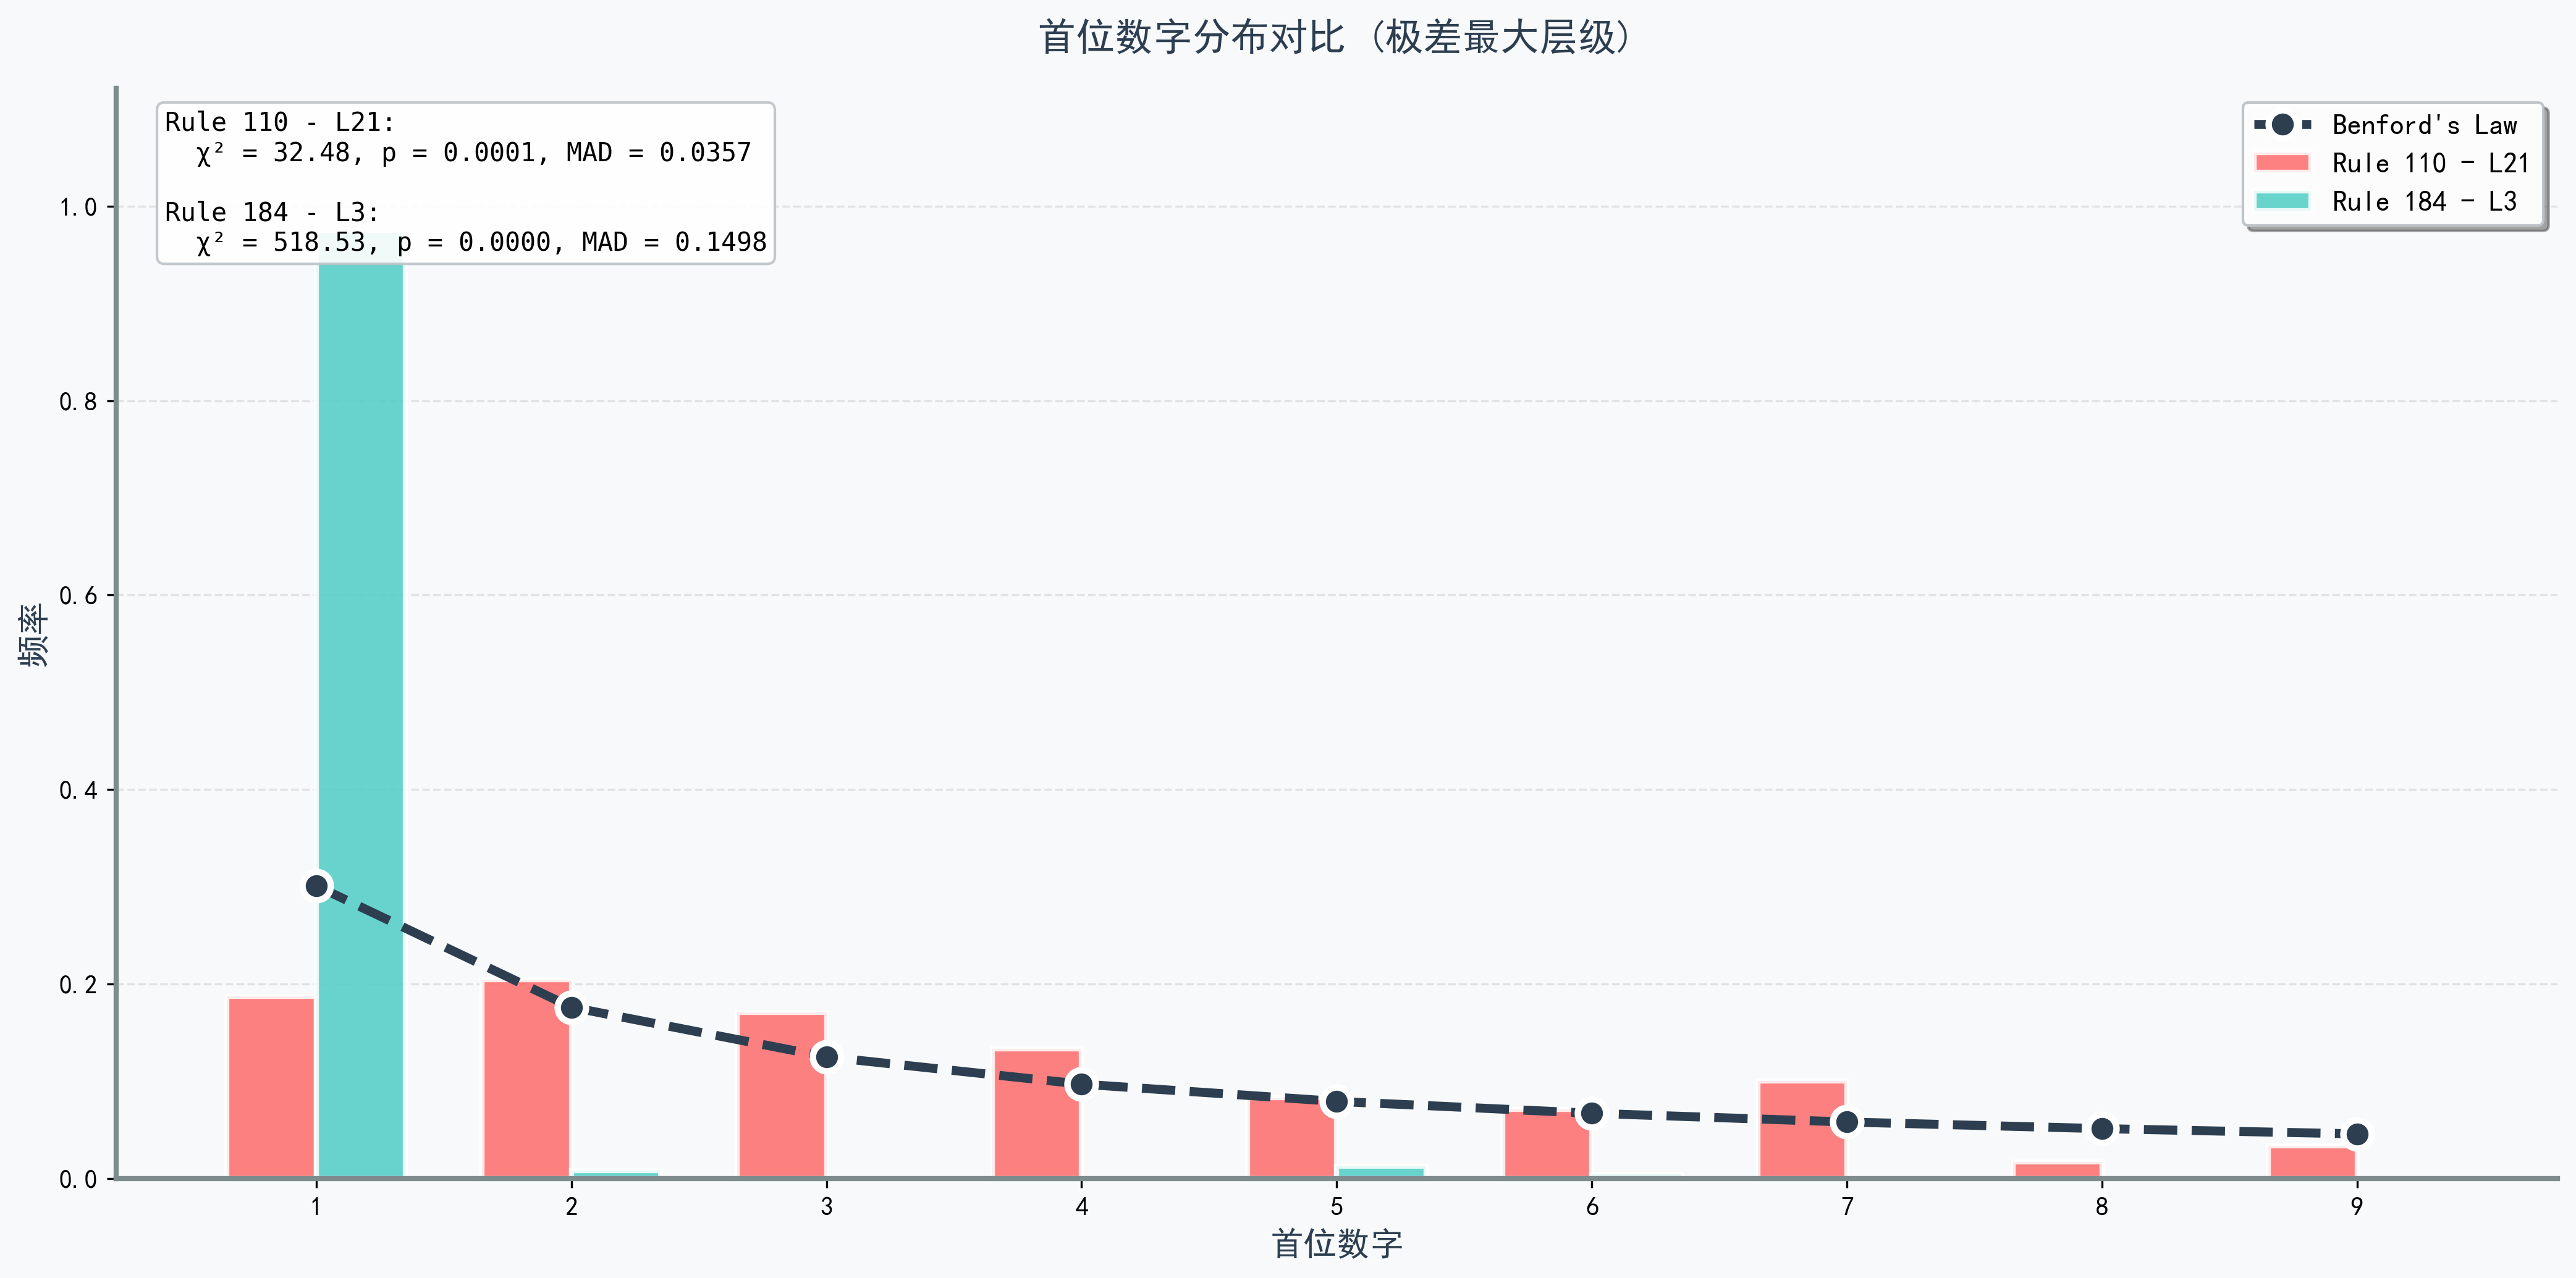 首位数字分布对比 (极差最大层级)
Rule 110 - L21:
χ² = 32.48, p = 0.0001, MAD = 0.0357
Rule 184 - L3:
χ² = 518.53, p = 0.0000, MAD = 0.1498
Benford's Law
Rule 110 - L21
Rule 184 - L3
频率
1.0
0.8
0.6
0.4
0.2
0.0
1 2 3 4 5 6 7 8 9
首位数字